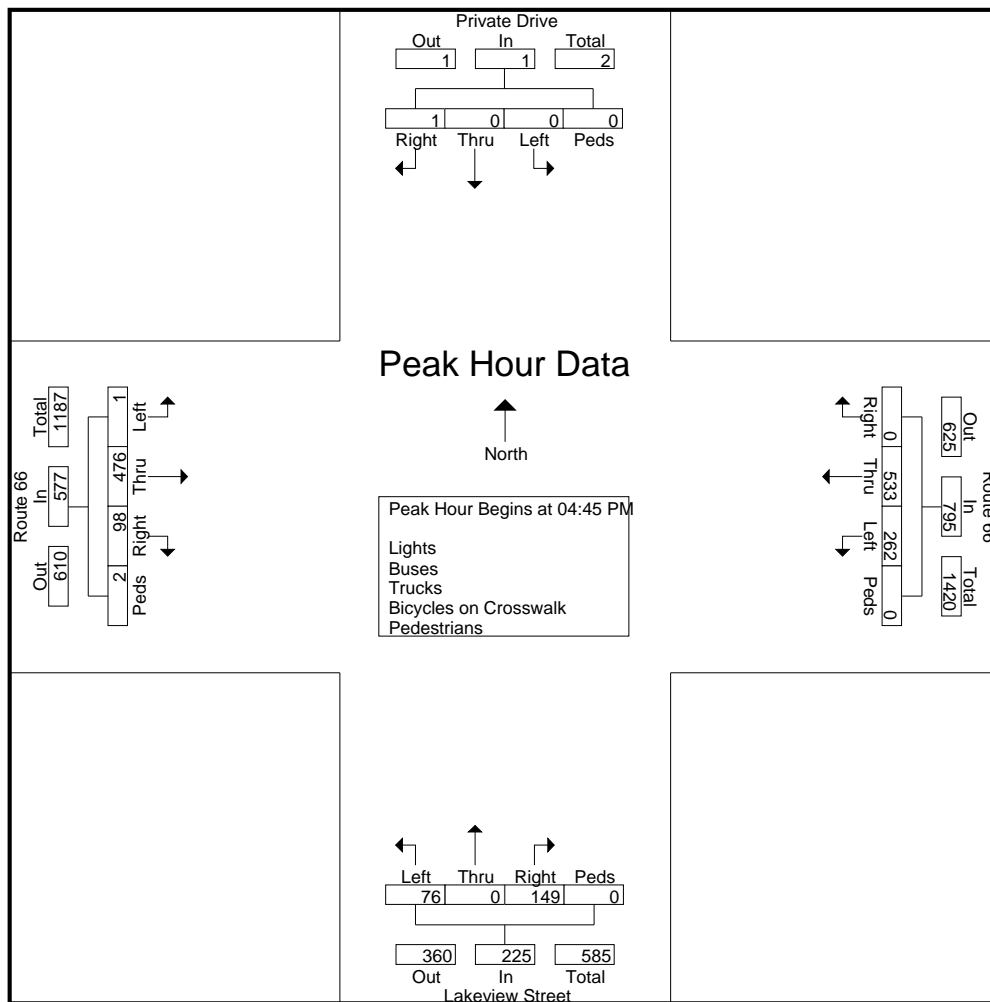 Private Drive
Out In Total
1 1 2
1 0 0 0
Right Thru Left Peds
Peak Hour Data
North
Peak Hour Begins at 04:45 PM
Lights
Buses
Trucks
Bicycles on Crosswalk
Pedestrians
Route 66
Out In Total
610 577 1187
Left Thru Right Peds
1 476 98 2
Right Thru Left Peds
0 533 262 0
Out In Total
625 795 1420
Route 66
Left Thru Right Peds
76 0 149 0
360 225 585
Out In Total
Lakeview Street